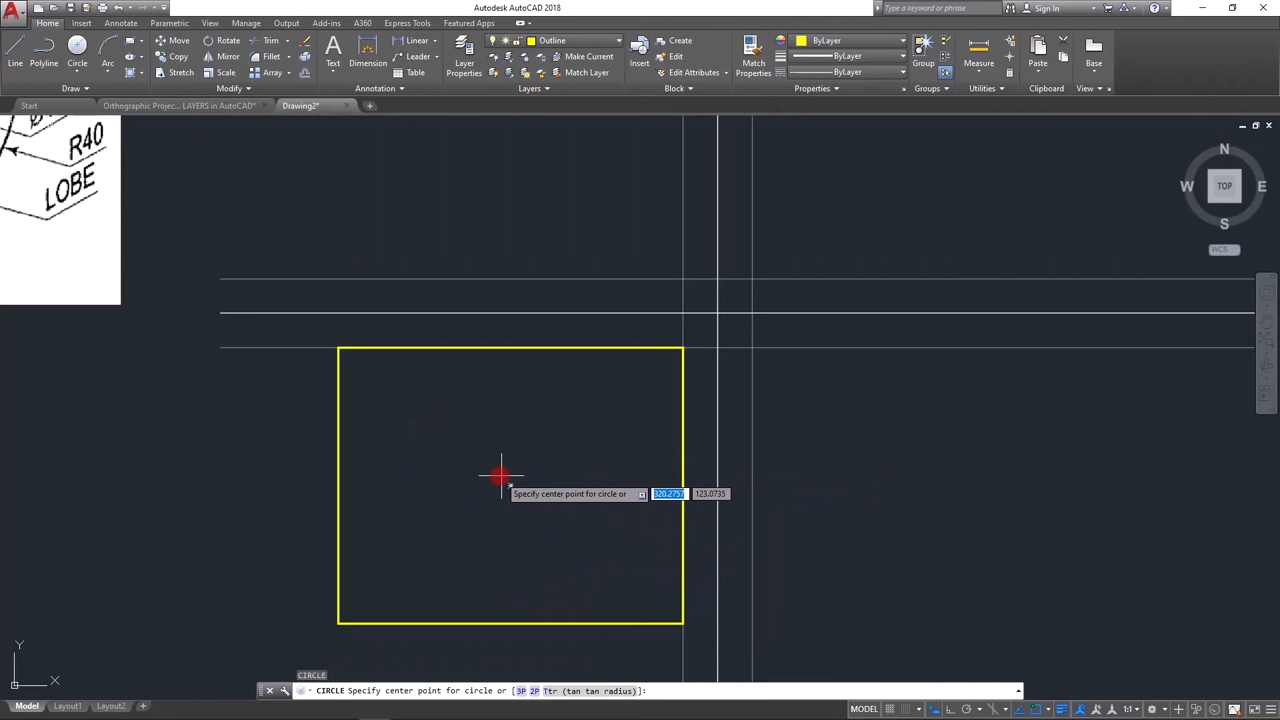 Autodesk AutoCAD 2018
Type a keyword or phrase
Sign In
Home Insert Annotate Parametric View Manage Output Add-ins A360 Express Tools Featured Apps
Line
Polyline
Circle
Arc
Move
Copy
Stretch
Rotate
Mirror
Scale
Trim
Fillet
Array
Text
Dimension
Linear
Leader
Table
Layer
Properties
Outline
Make Current
Match Layer
Insert
Create
Edit
Edit Attributes
Match
Properties
ByLayer
ByLayer
ByLayer
Group
Measure
Paste
Base
Draw
Modify
Annotation
Layers
Block
Properties
Groups
Utilities
Clipboard
View
Start
Orthographic Projec... LAYERS in AutoCAD*
Drawing2*
R40
LOBE
N
W
TOP
E
S
WCS
Specify center point for circle or
320.2757
123.0735
Y
X
CIRCLE
CIRCLE Specify center point for circle or [3P 2P Ttr (tan tan radius)]:
Model
Layout1
Layout2
MODEL
1:1